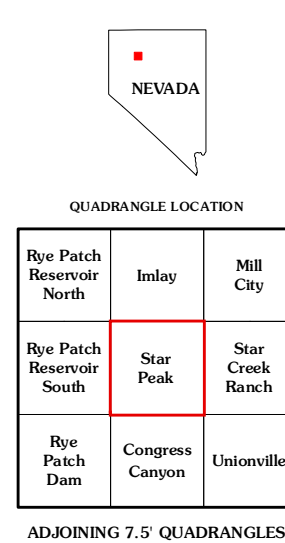 NEVADA
QUADRANGLE LOCATION
Rye Patch
Reservoir
North
Imlay
Mill
City
Rye Patch
Reservoir
South
Star
Peak
Star
Creek
Ranch
Rye
Patch
Dam
Congress
Canyon
Unionville
ADJOINING 7.5' QUADRANGLES